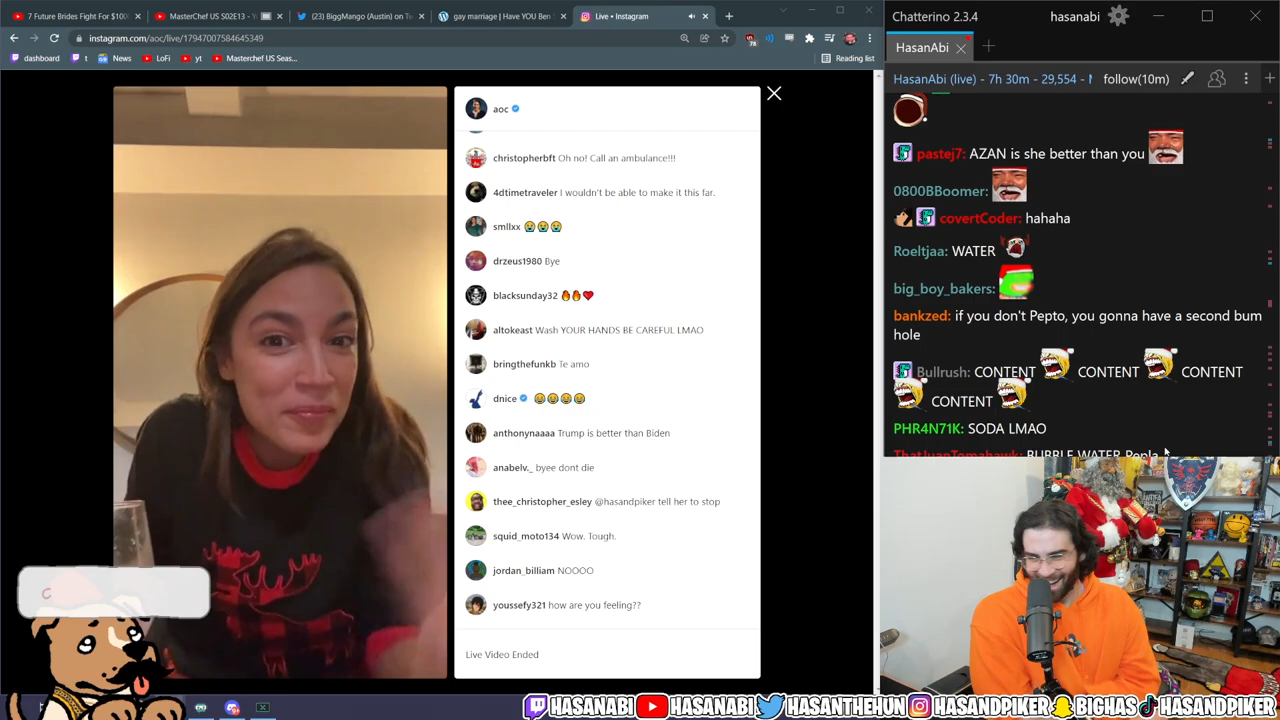 7 Future Brides Fight For $100
MasterChef US S02E13 - Yo
(23) BiggMango (Austin) on Tw
gay marriage | Have YOU Ben S
Live • Instagram
instagram.com/aoc/live/17947007584645349
78
dashboard
t
News
LoFi
yt
Masterchef US Seas...
Reading list
aoc
christopherbft Oh no! Call an ambulance!!!
4dtimetraveler I wouldn't be able to make it this far.
smllxx 😭😭😭
drzeus1980 Bye
blacksunday32 🔥🔥❤️
altokeast Wash YOUR HANDS BE CAREFUL LMAO
bringthefunkb Te amo
dnice 😂😂😂😂
anthonynaaaa Trump is better than Biden
anabelv._ byee dont die
thee_christopher_esley @hasandpiker tell her to stop
squid_moto134 Wow. Tough.
jordan_billiam NOOOO
youssefy321 how are you feeling??
Live Video Ended
Chatterino 2.3.4
hasanabi
HasanAbi
HasanAbi (live) - 7h 30m - 29,554 -
follow(10m)
pastej7: AZAN is she better than you
0800BBoomer:
covertCoder: hahaha
Roeltjaa: WATER
big_boy_bakers:
bankzed: if you don't Pepto, you gonna have a second bum
hole
Bullrush: CONTENT CONTENT CONTENT
CONTENT
PHR4N71K: SODA LMAO
ThatJuanTomahawk: BUBBLE WATER Pepla
HASANABI HASANABI HASANTHEHUN HASANDPIKER BIGHAS HASANDPIKER